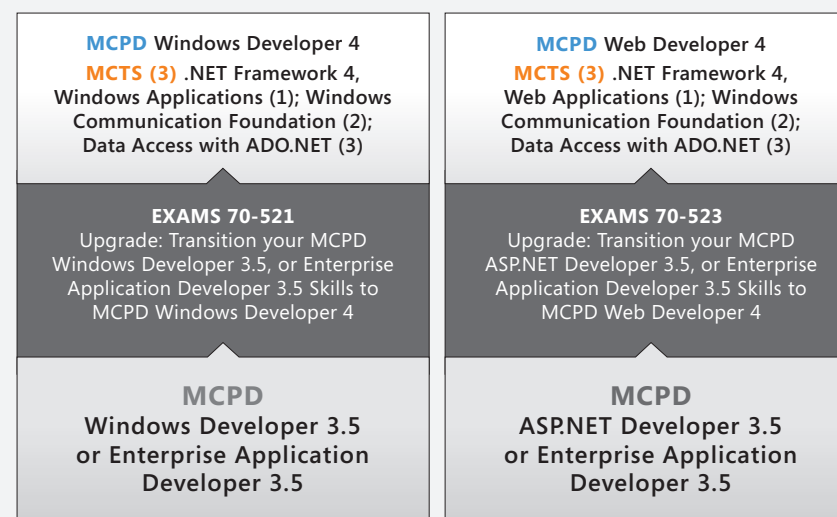 MCPD Windows Developer 4
MCTS (3) .NET Framework 4,
Windows Applications (1); Windows
Communication Foundation (2);
Data Access with ADO.NET (3)
EXAMS 70-521
Upgrade: Transition your MCPD
Windows Developer 3.5, or Enterprise
Application Developer 3.5 Skills to
MCPD Windows Developer 4
MCPD
Windows Developer 3.5
or Enterprise Application
Developer 3.5
MCPD Web Developer 4
MCTS (3) .NET Framework 4,
Web Applications (1); Windows
Communication Foundation (2);
Data Access with ADO.NET (3)
EXAMS 70-523
Upgrade: Transition your MCPD
ASP.NET Developer 3.5, or Enterprise
Application Developer 3.5 Skills to
MCPD Web Developer 4
MCPD
ASP.NET Developer 3.5
or Enterprise Application
Developer 3.5